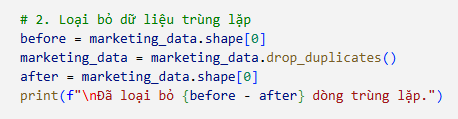 # 2. Loại bỏ dữ liệu trùng lặp
before = marketing_data.shape[0]
marketing_data = marketing_data.drop_duplicates()
after = marketing_data.shape[0]
print(f"\nĐã loại bỏ {before - after} dòng trùng lặp.")